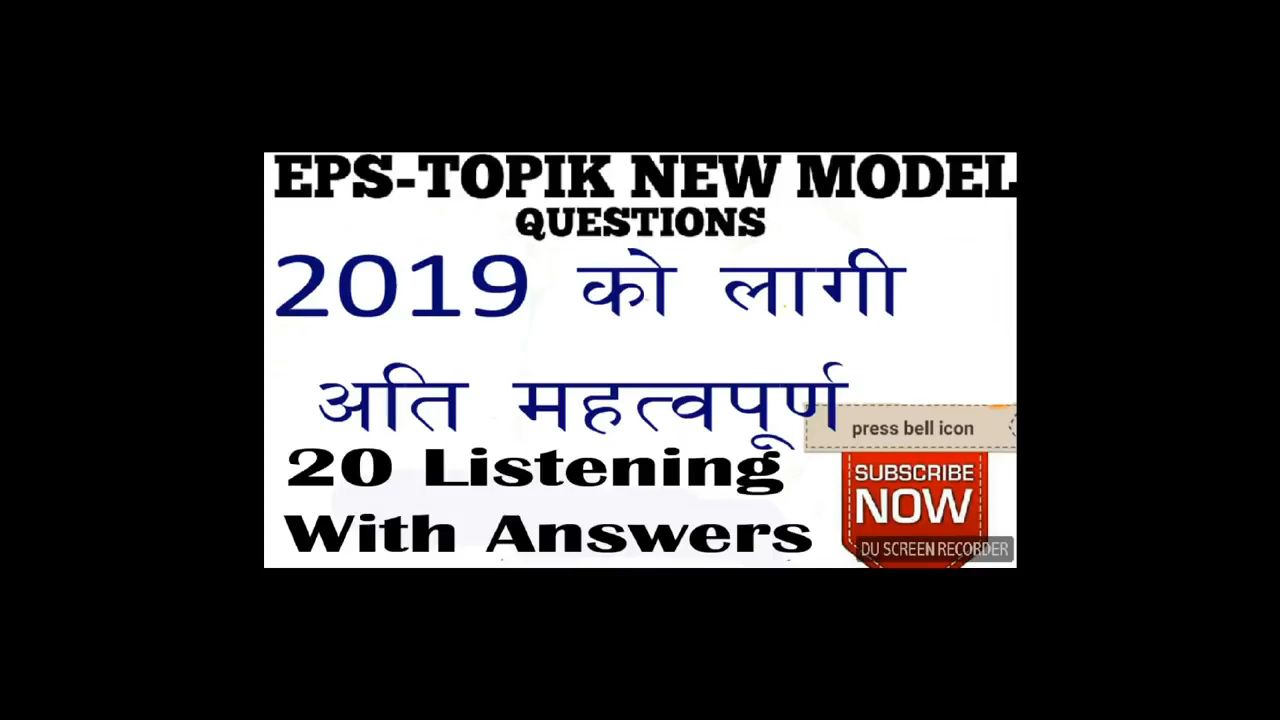 EPS-TOPIK NEW MODEL
QUESTIONS
2019 को लागी
अति महत्वपूर्ण
press bell icon
20 Listening
With Answers
SUBSCRIBE
NOW
DU SCREEN RECORDER